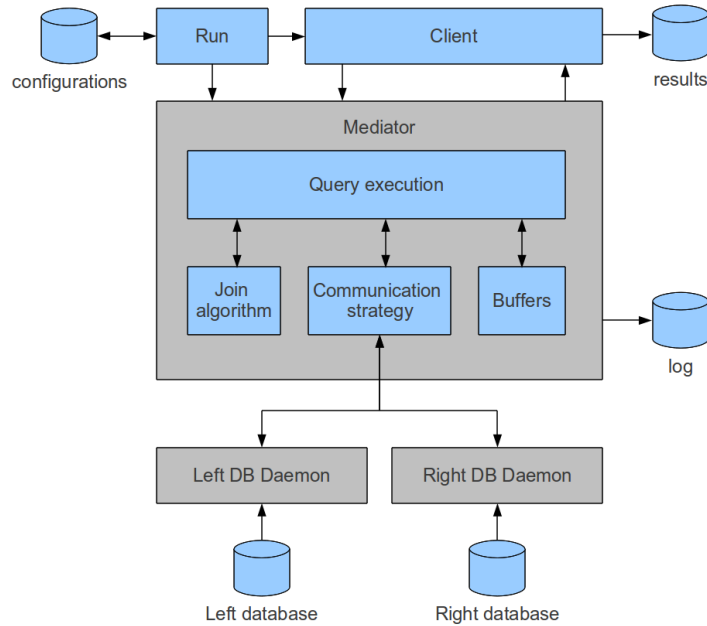 Run
Client
configurations
results
Mediator
Query execution
Join
algorithm
Communication
strategy
Buffers
log
Left DB Daemon
Right DB Daemon
Left database
Right database